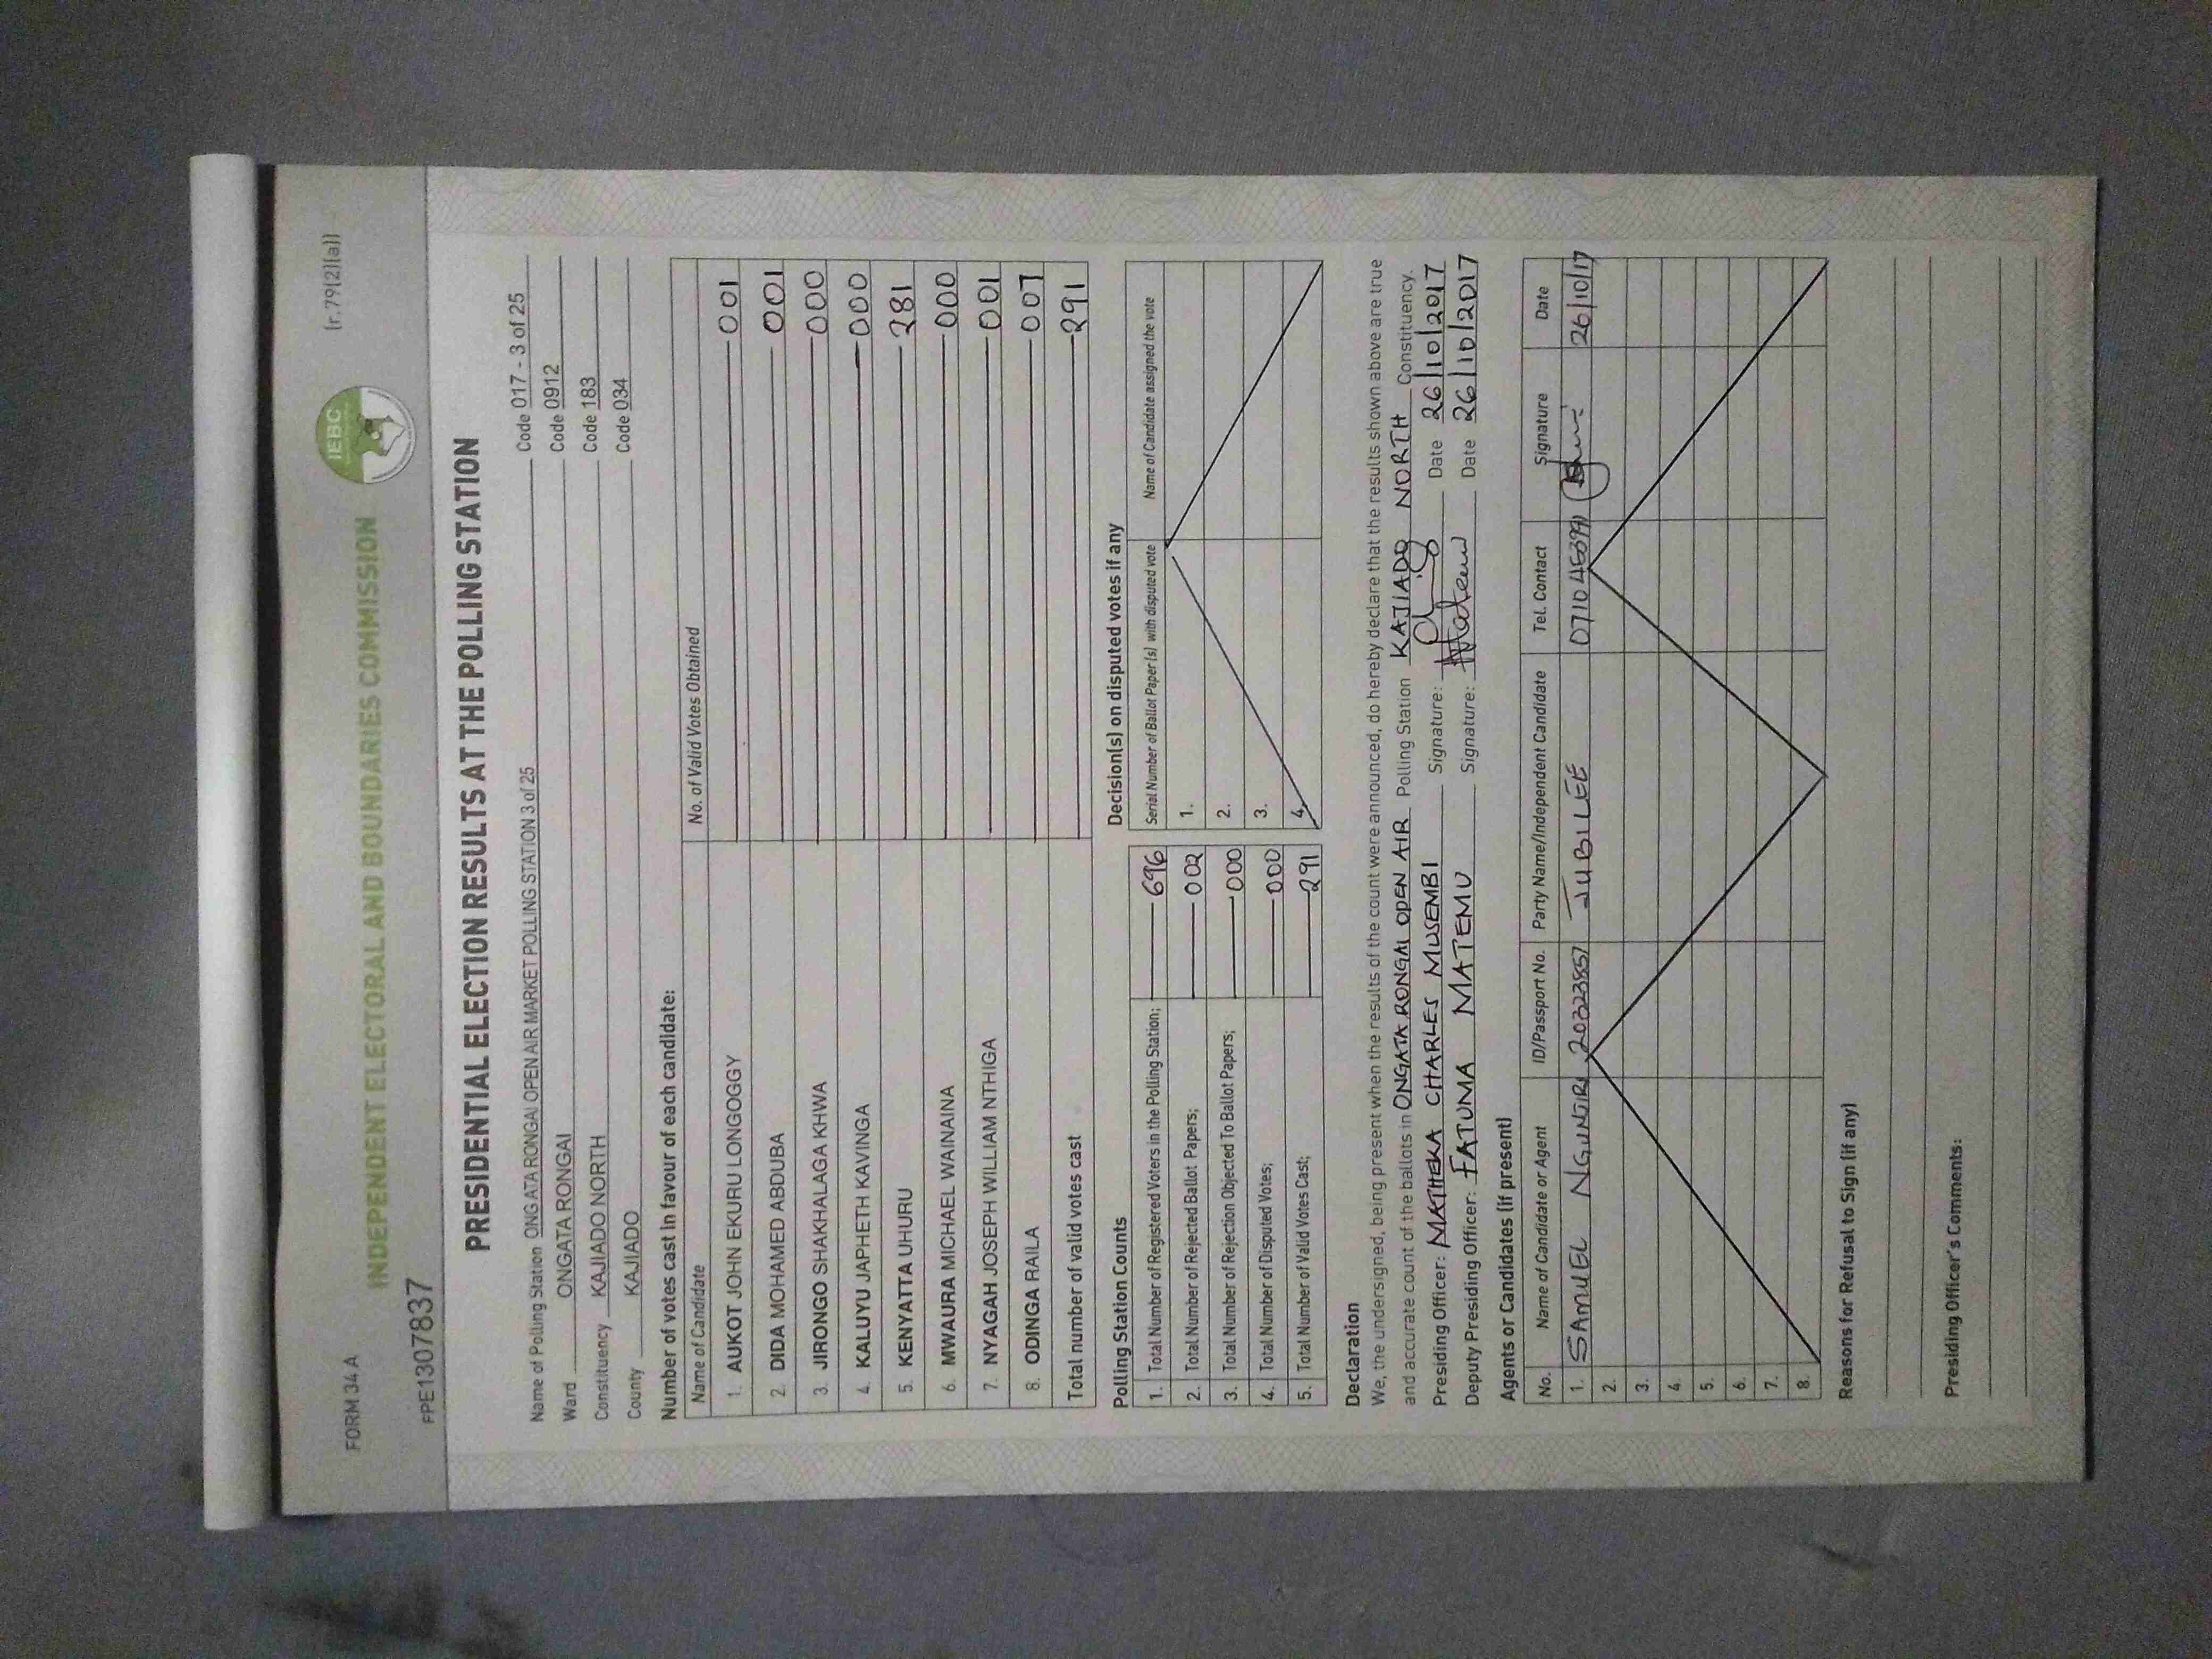 FORM 34 A
(r.79(2)(a))
IEBC
INDEPENDENT ELECTORAL AND BOUNDARIES COMMISSION
FPE1307837
PRESIDENTIAL ELECTION RESULTS AT THE POLLING STATION
Name of Polling Station ONGATA RONGAI OPEN AIR MARKET POLLING STATION 3 of 25 Code 017 - 3 of 25
Ward ONGATA RONGAI Code 0912
Constituency KAJIADO NORTH Code 183
County KAJIADO Code 034
Number of votes cast in favour of each candidate:
Name of Candidate No. of Valid Votes Obtained
1. AUKOT JOHN EKURU LONGOGGY 001
2. DIDA MOHAMED ABDUBA 001
3. JIRONGO SHAKHALAGA KHWA 000
4. KALUYU JAPHETH KAVINGA 000
5. KENYATTA UHURU 281
6. MWAURA MICHAEL WAINAINA 000
7. NYAGAH JOSEPH WILLIAM NTHIGA 001
8. ODINGA RAILA 007
Total number of valid votes cast 291
Polling Station Counts
1. Total Number of Registered Voters in the Polling Station; 696
2. Total Number of Rejected Ballot Papers; 002
3. Total Number of Rejection Objected To Ballot Papers; 000
4. Total Number of Disputed Votes; 000
5. Total Number of Valid Votes Cast; 291
Decision(s) on disputed votes if any
Serial Number of Ballot Paper(s) with disputed vote Name of Candidate assigned the vote
1.
2.
3.
4.
Declaration
We, the undersigned, being present when the results of the count were announced, do hereby declare that the results shown above are true
and accurate count of the ballots in ONGATA RONGAI OPEN AIR Polling Station KAJIADO NORTH Constituency.
Presiding Officer: MATHEKA CHARLES MUSEMBI Signature: Date 26/10/2017
Deputy Presiding Officer: FATUMA MATEMU Signature: Date 26/10/2017
Agents or Candidates (if present)
No. Name of Candidate or Agent ID/Passport No. Party Name/Independent Candidate Tel. Contact Signature Date
1. SAMUEL NGUNJIRI 203223857 JUBILEE 26/10/17
2.
3.
4.
5.
6.
7.
8.
Reasons for Refusal to Sign (if any)
Presiding Officer's Comments: